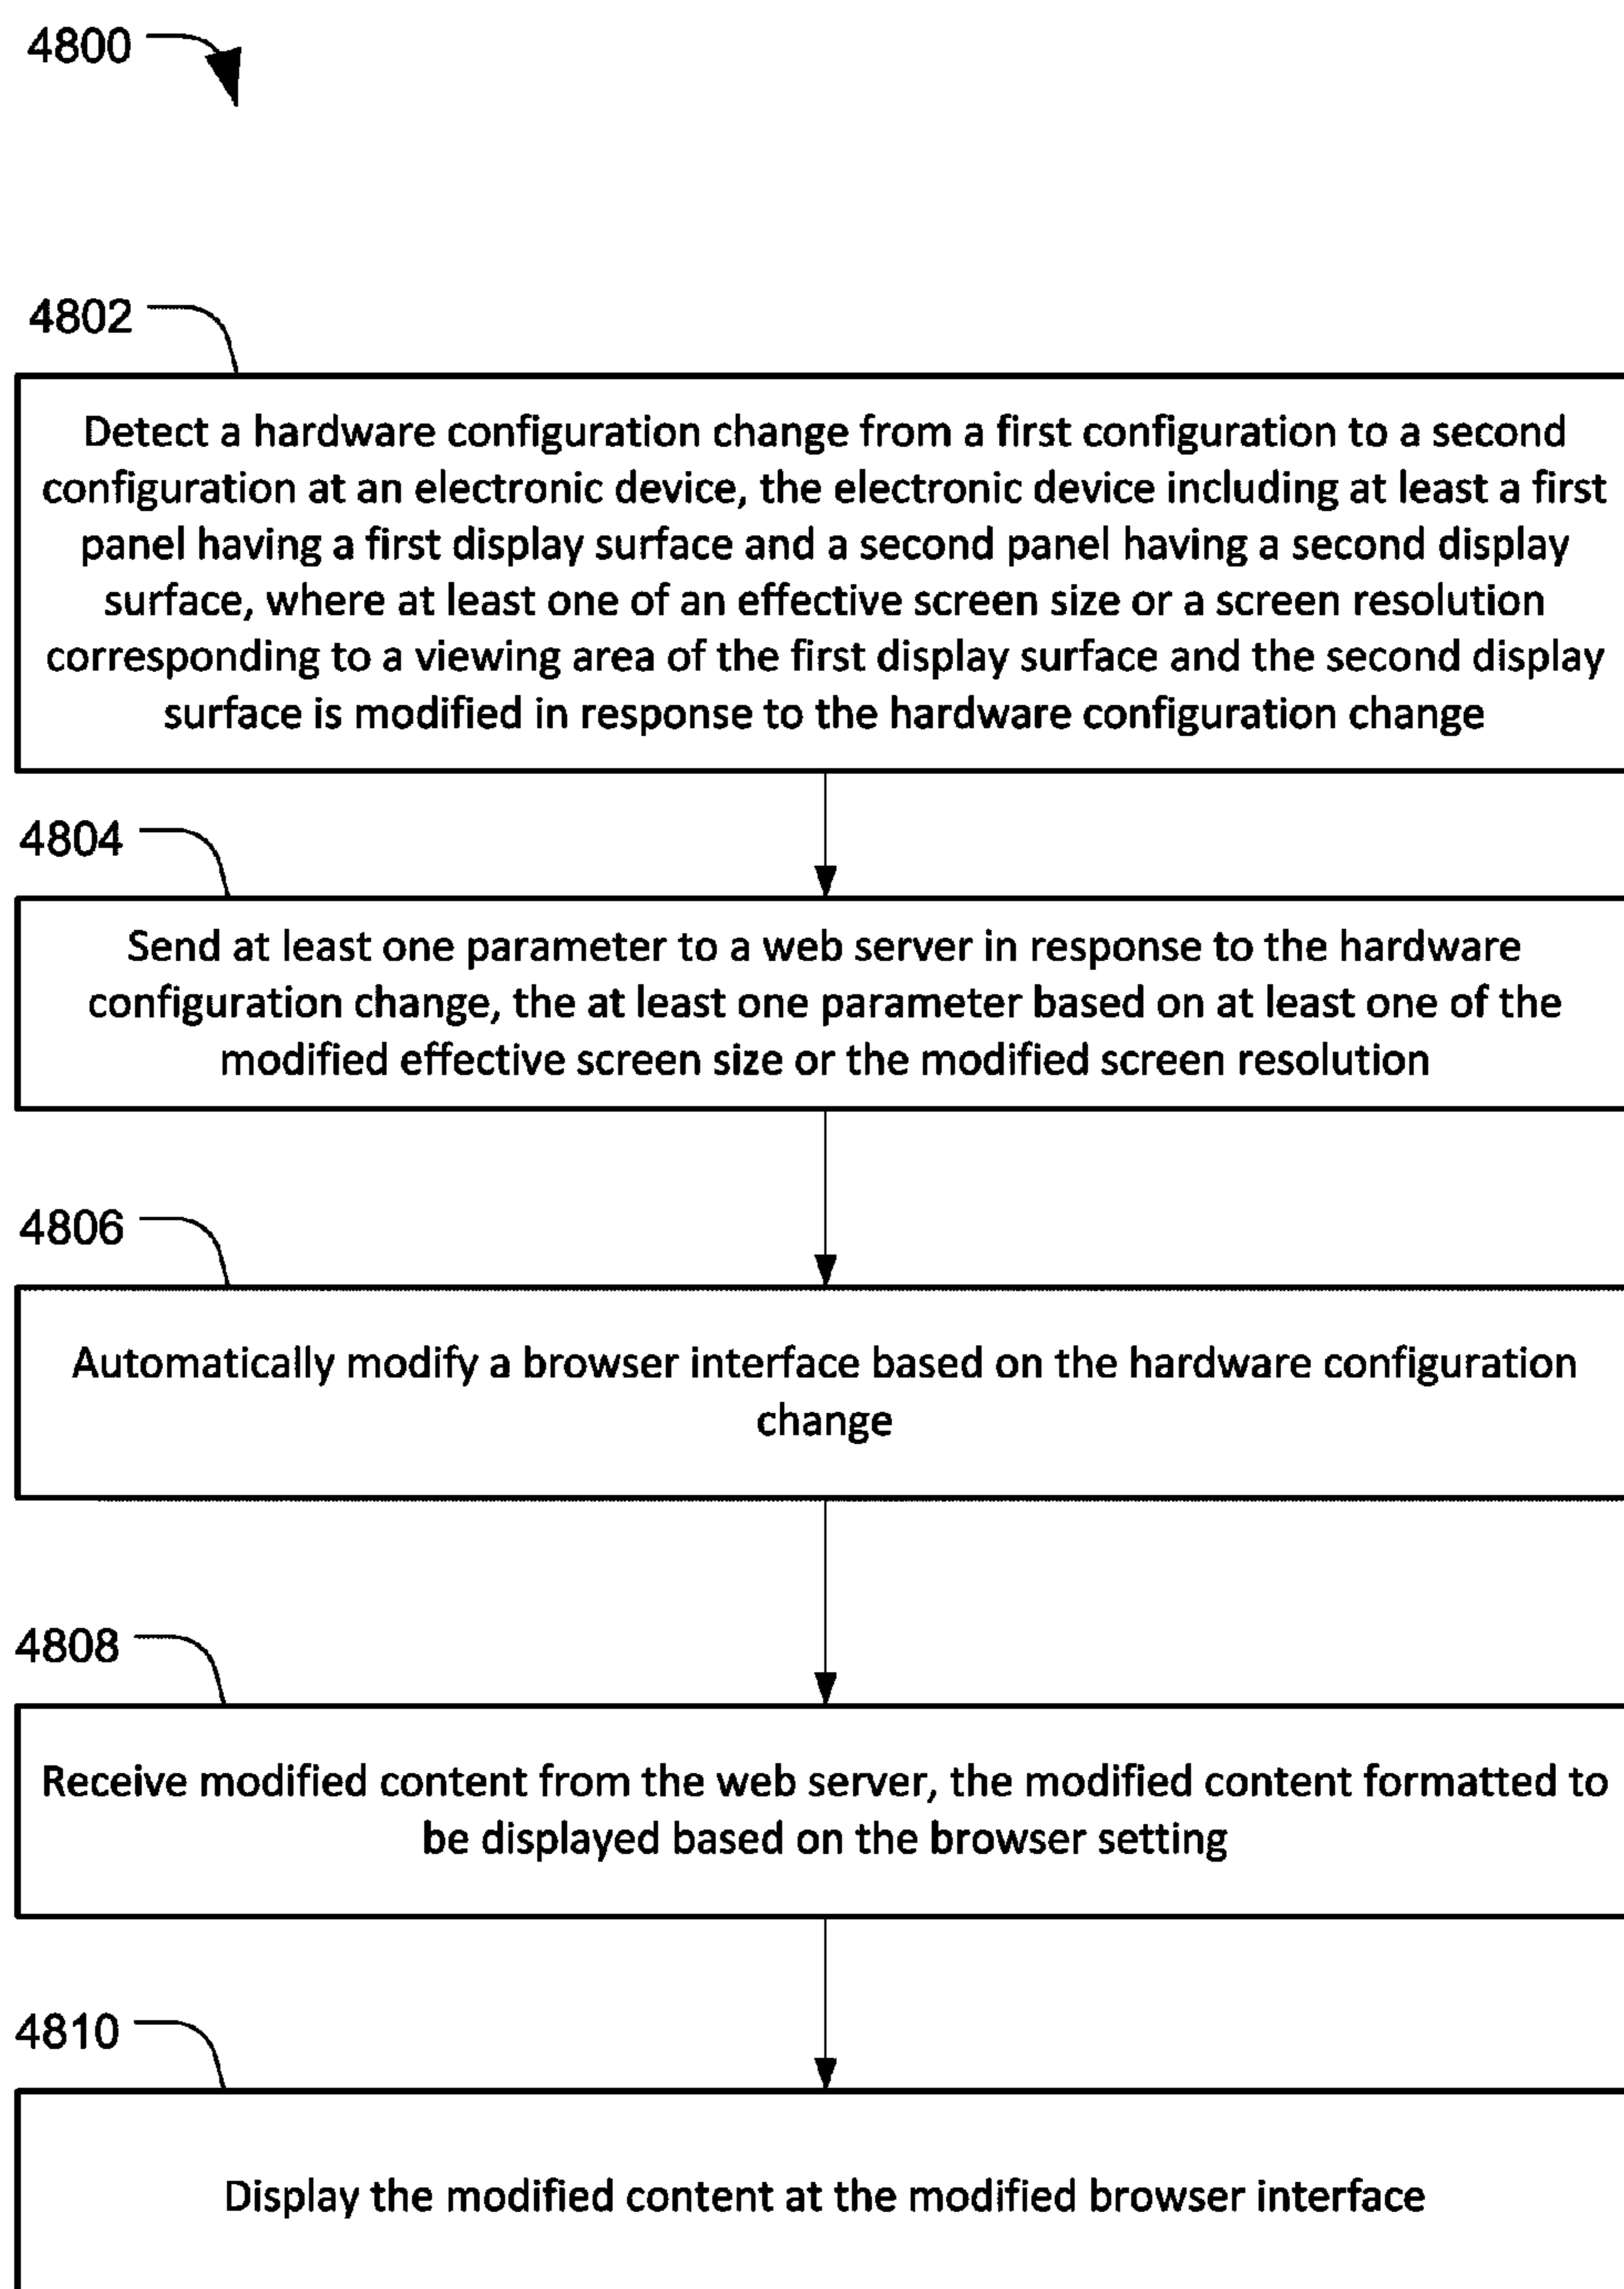 4800
4802
Detect a hardware configuration change from a first configuration to a second
configuration at an electronic device, the electronic device including at least a first
panel having a first display surface and a second panel having a second display
surface, where at least one of an effective screen size or a screen resolution
corresponding to a viewing area of the first display surface and the second display
surface is modified in response to the hardware configuration change
4804
Send at least one parameter to a web server in response to the hardware
configuration change, the at least one parameter based on at least one of the
modified effective screen size or the modified screen resolution
4806
Automatically modify a browser interface based on the hardware configuration
change
4808
Receive modified content from the web server, the modified content formatted to
be displayed based on the browser setting
4810
Display the modified content at the modified browser interface